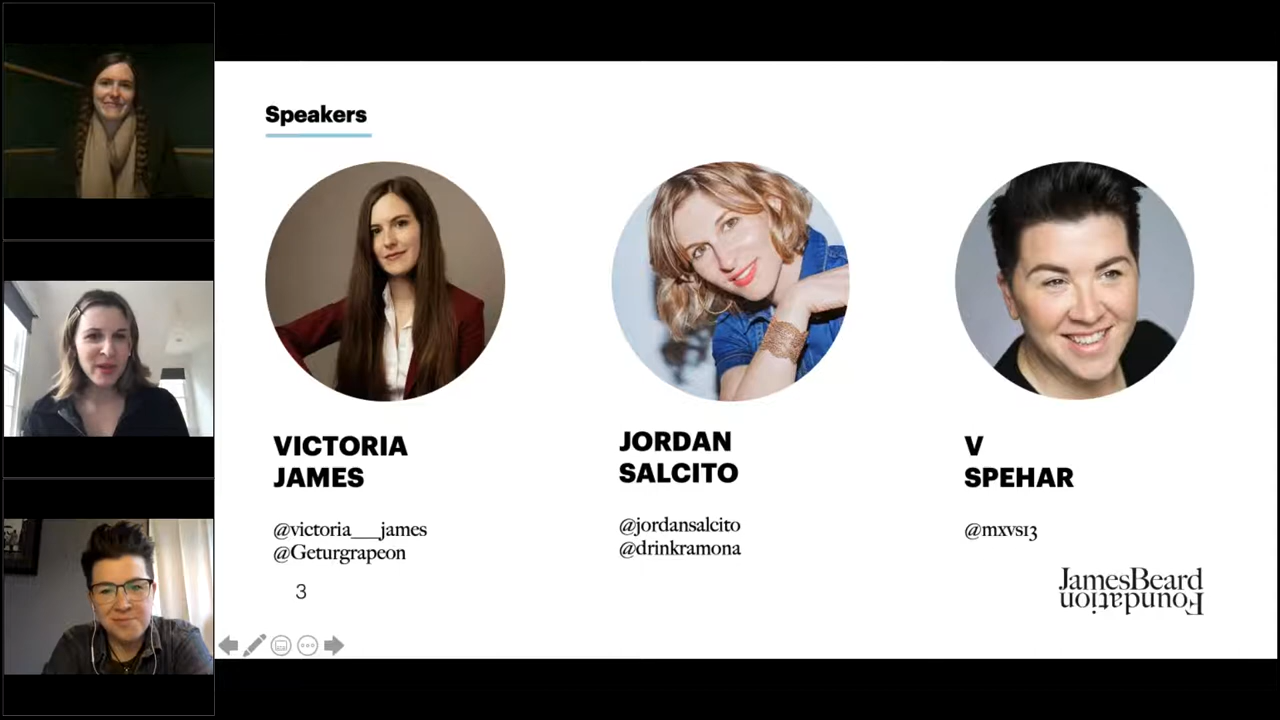 Speakers
VICTORIA
JAMES
@victoria___james
@Geturgrapeon
JORDAN
SALCITO
@jordansalcito
@drinkramona
V
SPEHAR
@mxvs13
3
JamesBeard
Foundation